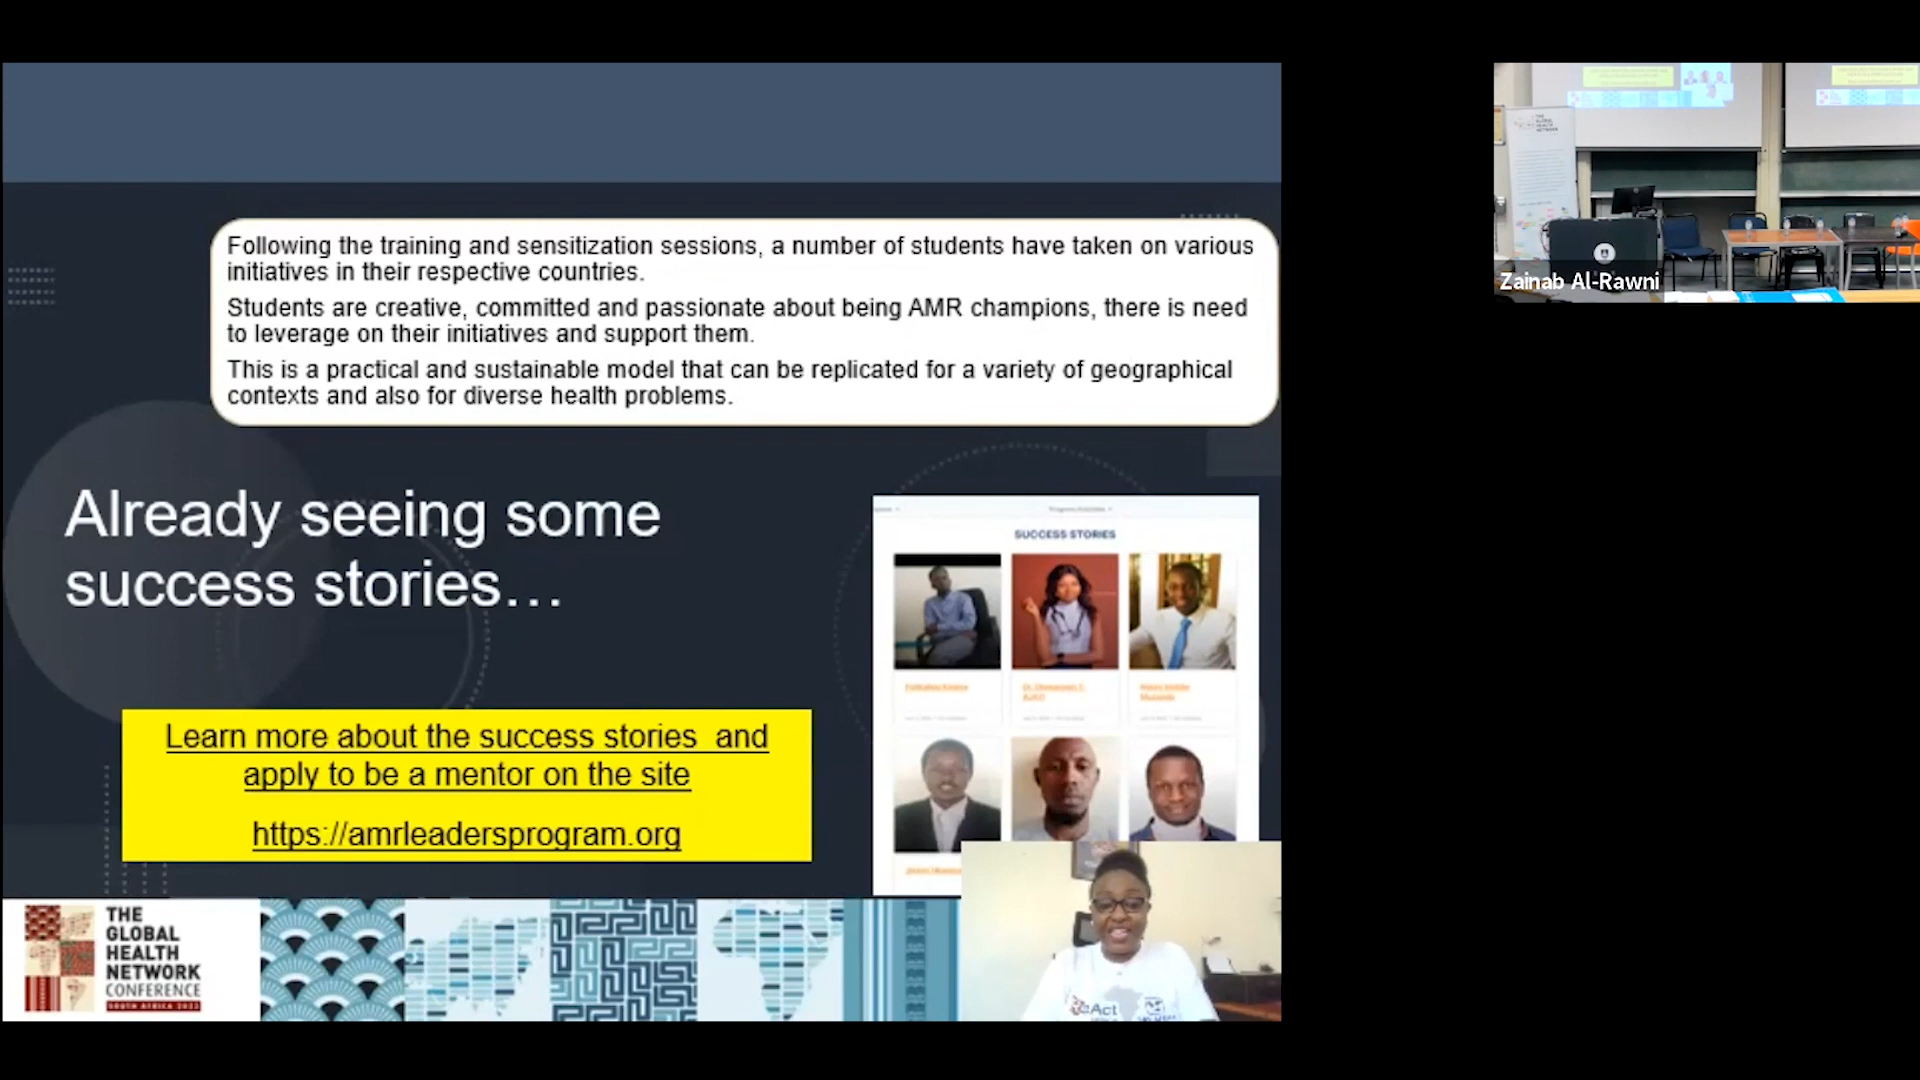 Following the training and sensitization sessions, a number of students have taken on various
initiatives in their respective countries.
Students are creative, committed and passionate about being AMR champions, there is need
to leverage on their initiatives and support them.
This is a practical and sustainable model that can be replicated for a variety of geographical
contexts and also for diverse health problems.
Already seeing some
success stories…
SUCCESS STORIES
Learn more about the success stories and
apply to be a mentor on the site
https://amrleadersprogram.org
THE
GLOBAL
HEALTH
NETWORK
CONFERENCE
SOUTH AFRICA 2022
Zainab Al-Rawni